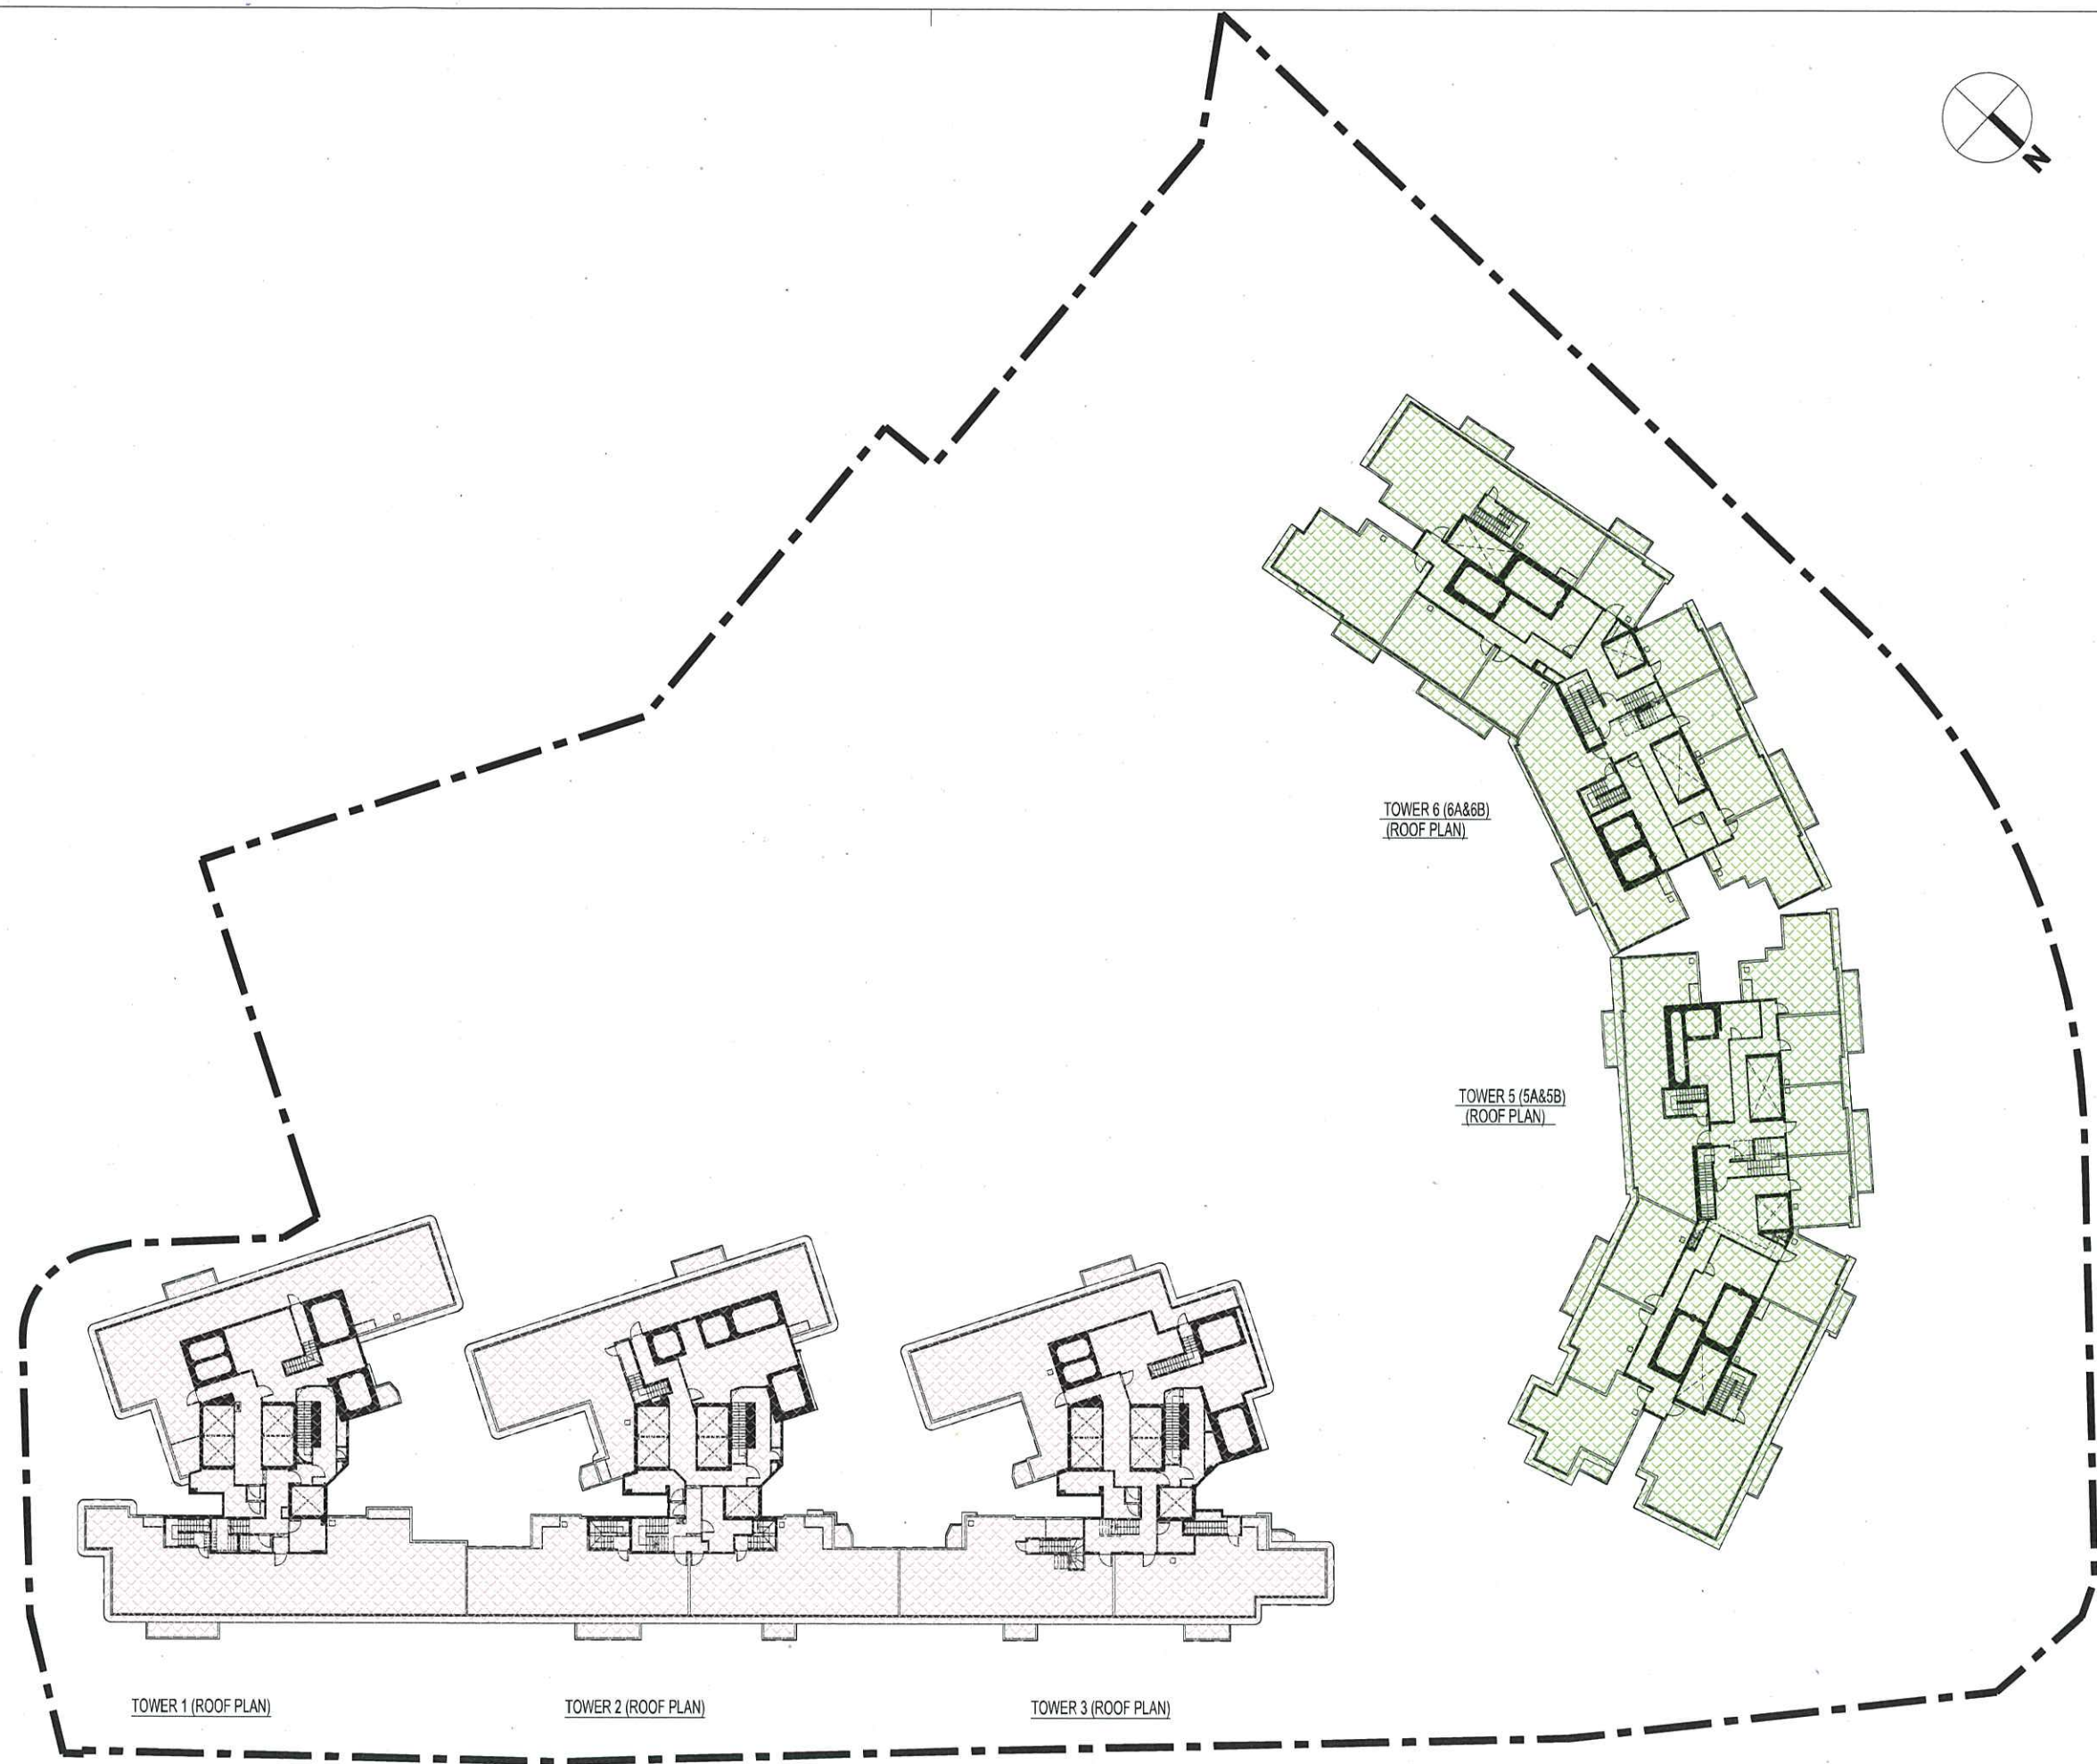 N
TOWER 6 (6A&6B)
(ROOF PLAN)
TOWER 5 (5A&5B)
(ROOF PLAN)
TOWER 1 (ROOF PLAN)
TOWER 2 (ROOF PLAN)
TOWER 3 (ROOF PLAN)